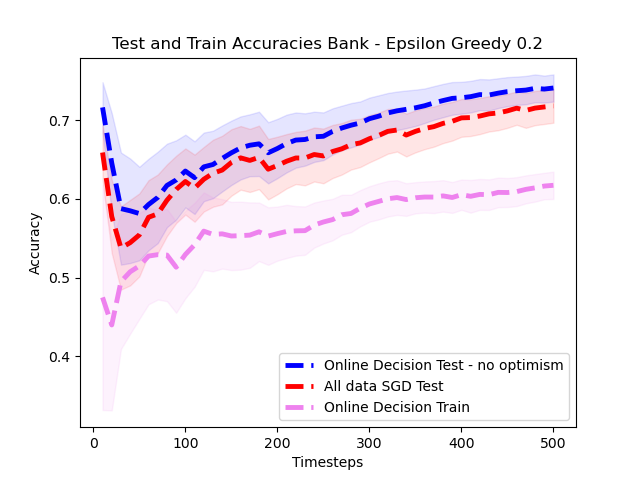 Test and Train Accuracies Bank - Epsilon Greedy 0.2
Accuracy
0.7
0.6
0.5
0.4
Online Decision Test - no optimism
All data SGD Test
Online Decision Train
0 100 200 300 400 500
Timesteps